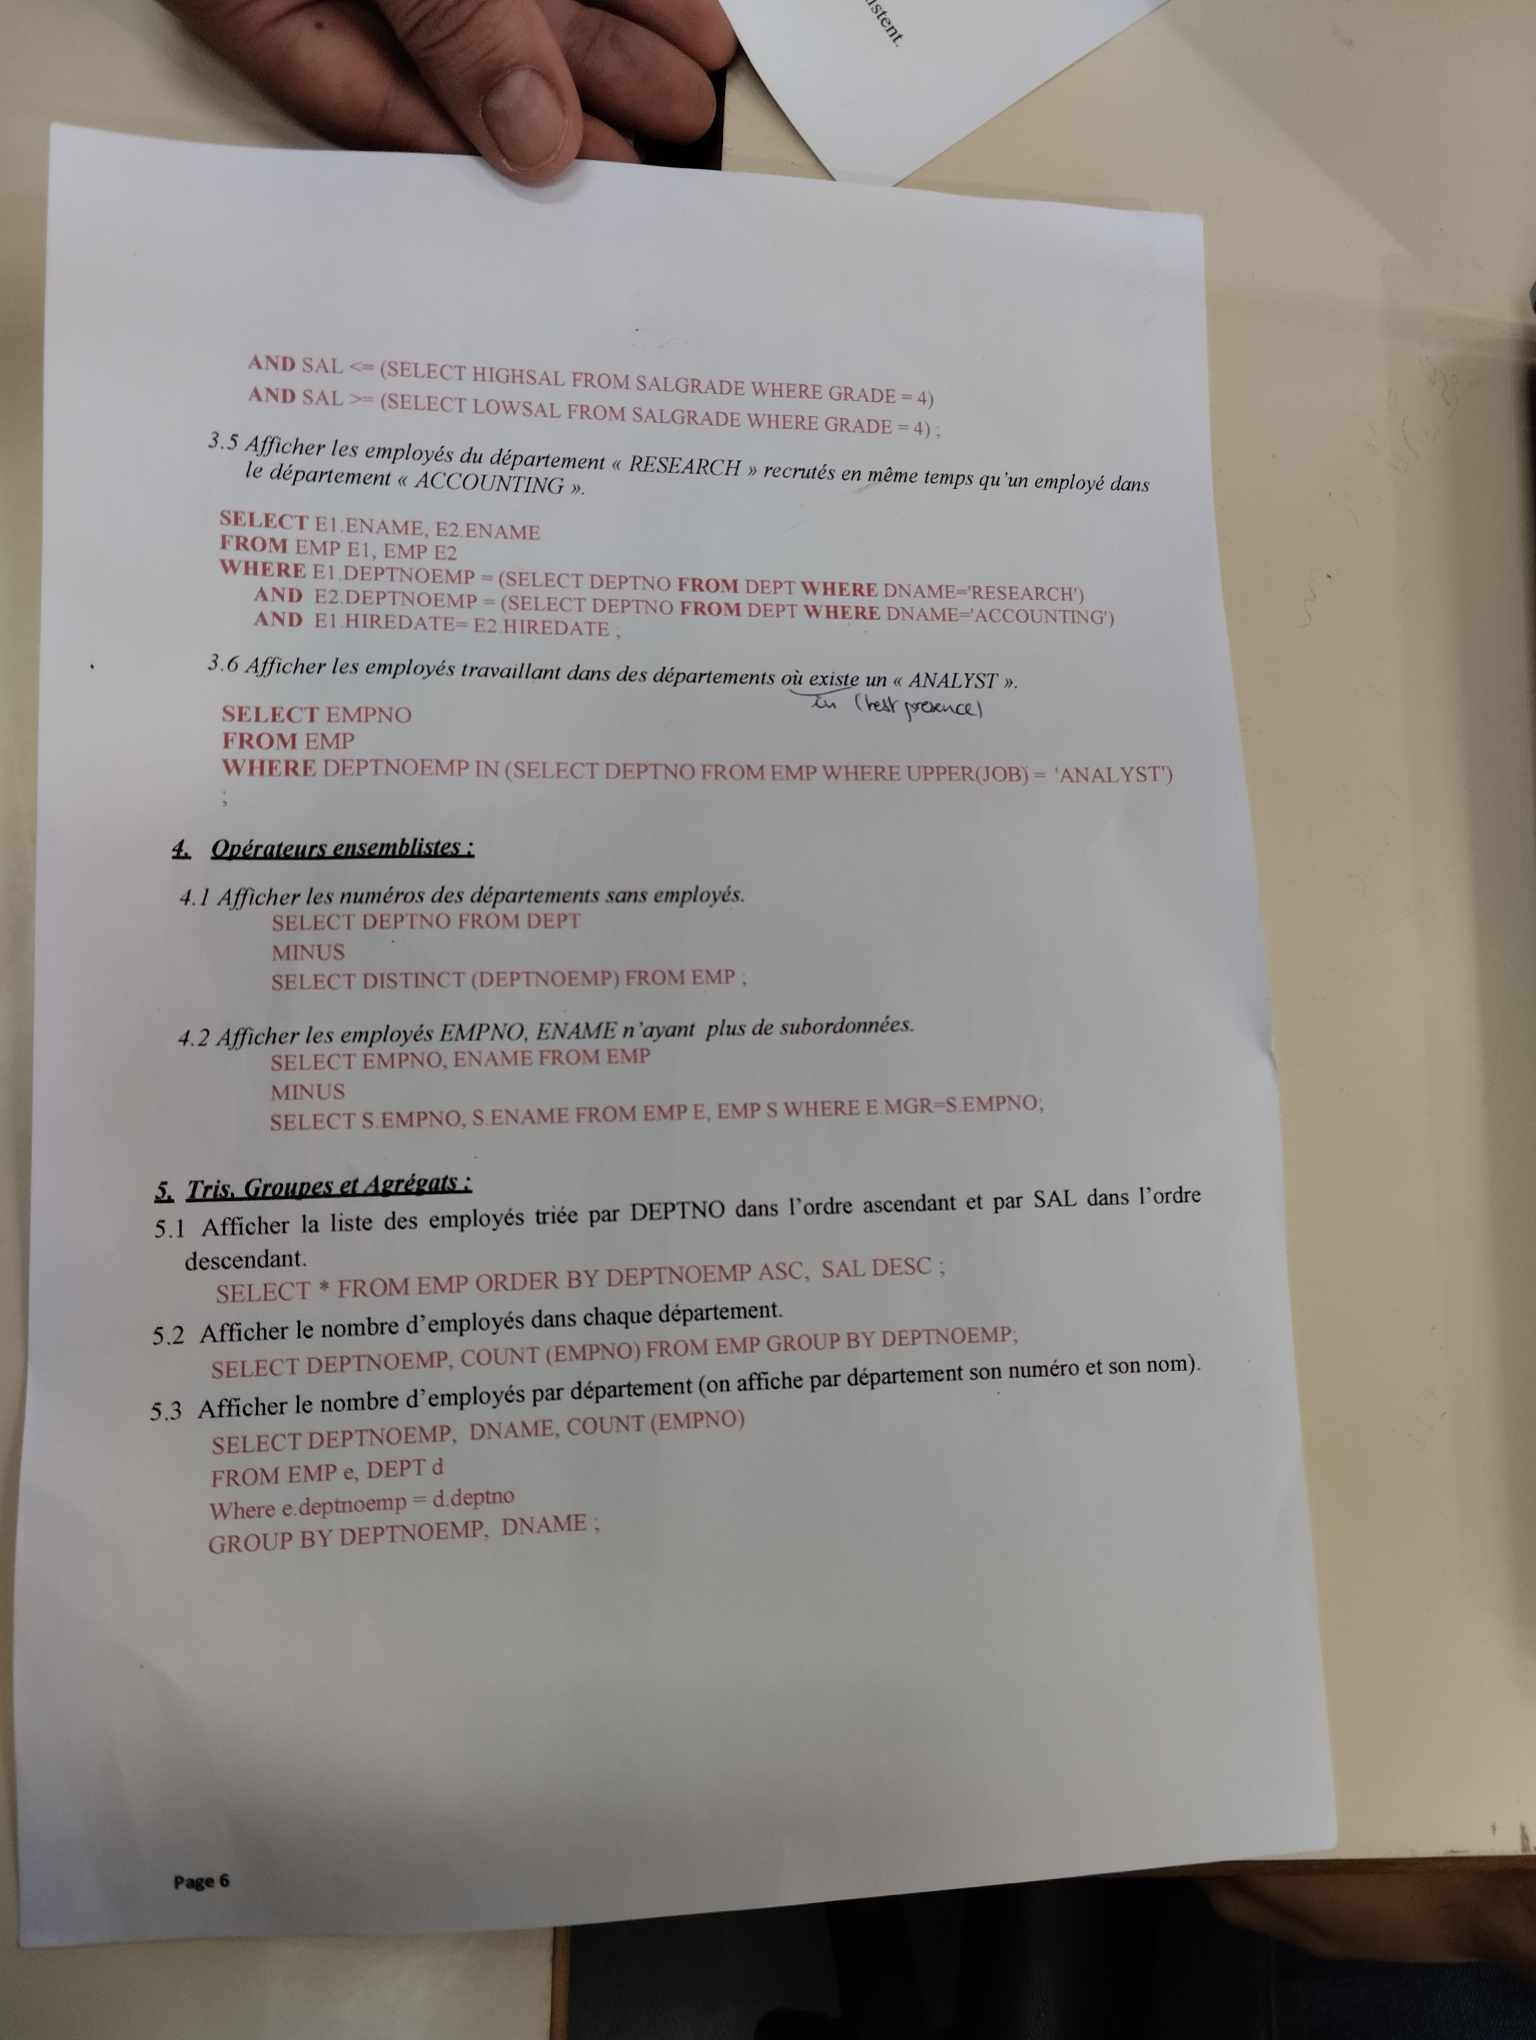 istent.
AND SAL <= (SELECT HIGHSAL FROM SALGRADE WHERE GRADE = 4)
AND SAL >= (SELECT LOWSAL FROM SALGRADE WHERE GRADE = 4) ;
3.5 Afficher les employés du département « RESEARCH » recrutés en même temps qu'un employé dans
le département « ACCOUNTING ».
SELECT E1.ENAME, E2.ENAME
FROM EMP E1, EMP E2
WHERE E1.DEPTNOEMP = (SELECT DEPTNO FROM DEPT WHERE DNAME='RESEARCH')
AND E2.DEPTNOEMP = (SELECT DEPTNO FROM DEPT WHERE DNAME='ACCOUNTING')
AND E1.HIREDATE= E2.HIREDATE ;
3.6 Afficher les employés travaillant dans des départements où existe un « ANALYST ».
in (test presence)
SELECT EMPNO
FROM EMP
WHERE DEPTNOEMP IN (SELECT DEPTNO FROM EMP WHERE UPPER(JOB) = 'ANALYST')
;
4. Opérateurs ensemblistes :
4.1 Afficher les numéros des départements sans employés.
SELECT DEPTNO FROM DEPT
MINUS
SELECT DISTINCT (DEPTNOEMP) FROM EMP ;
4.2 Afficher les employés EMPNO, ENAME n'ayant plus de subordonnées.
SELECT EMPNO, ENAME FROM EMP
MINUS
SELECT S.EMPNO, S.ENAME FROM EMP E, EMP S WHERE E.MGR=S.EMPNO;
5. Tris, Groupes et Agrégats :
5.1 Afficher la liste des employés triée par DEPTNO dans l'ordre ascendant et par SAL dans l'ordre
descendant.
SELECT * FROM EMP ORDER BY DEPTNOEMP ASC, SAL DESC ;
5.2 Afficher le nombre d'employés dans chaque département.
SELECT DEPTNOEMP, COUNT (EMPNO) FROM EMP GROUP BY DEPTNOEMP;
5.3 Afficher le nombre d'employés par département (on affiche par département son numéro et son nom).
SELECT DEPTNOEMP, DNAME, COUNT (EMPNO)
FROM EMP e, DEPT d
Where e.deptnoemp = d.deptno
GROUP BY DEPTNOEMP, DNAME ;
Page 6